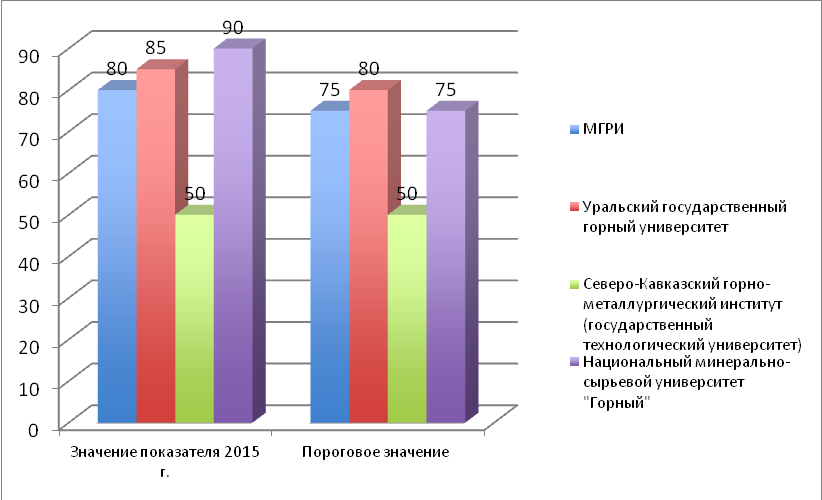 90
80
70
60
50
40
30
20
10
0
80
85
50
90
75
80
50
75
Значение показателя 2015
г.
Пороговое значение
МГРИ
Уральский государственный
горный университет
Северо-Кавказский горно-
металлургический институт
(государственный
технологический университет)
Национальный минерально-
сырьевой университет
"Горный"